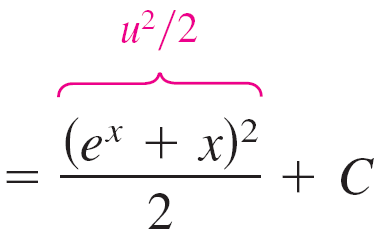 u²/2
= (eˣ + x)²/2 + C